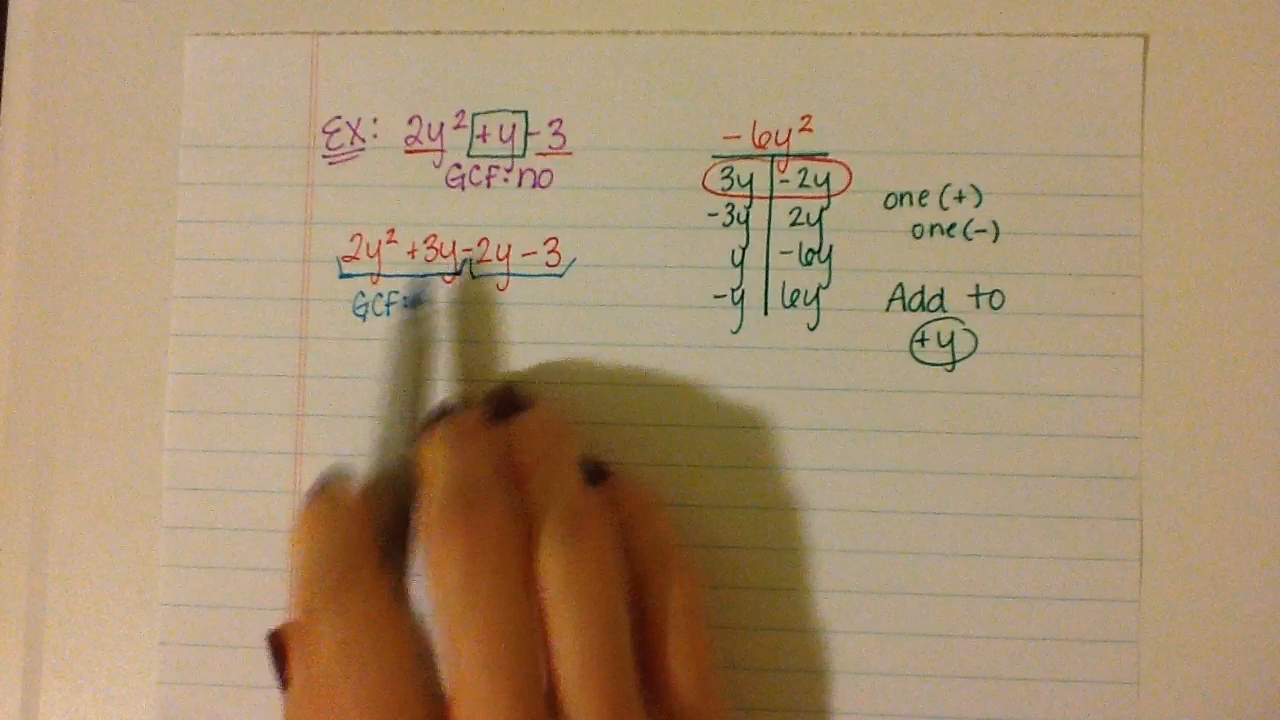 EX: 2y² +y - 3
GCF: no
2y² +3y - 2y - 3
GCF:
-6y²
3y -2y
-3y 2y
y -6y
-y 6y
one (+)
one (-)
Add to
+y